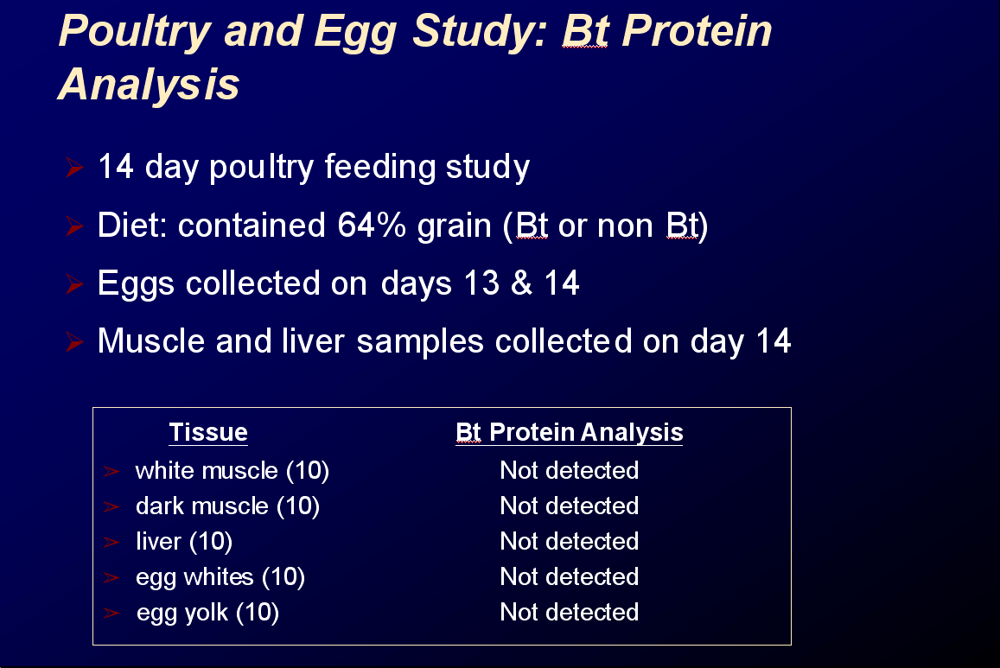 Poultry and Egg Study: Bt Protein
Analysis
14 day poultry feeding study
Diet: contained 64% grain (Bt or non Bt)
Eggs collected on days 13 & 14
Muscle and liver samples collected on day 14
Tissue Bt Protein Analysis
white muscle (10) Not detected
dark muscle (10) Not detected
liver (10) Not detected
egg whites (10) Not detected
egg yolk (10) Not detected